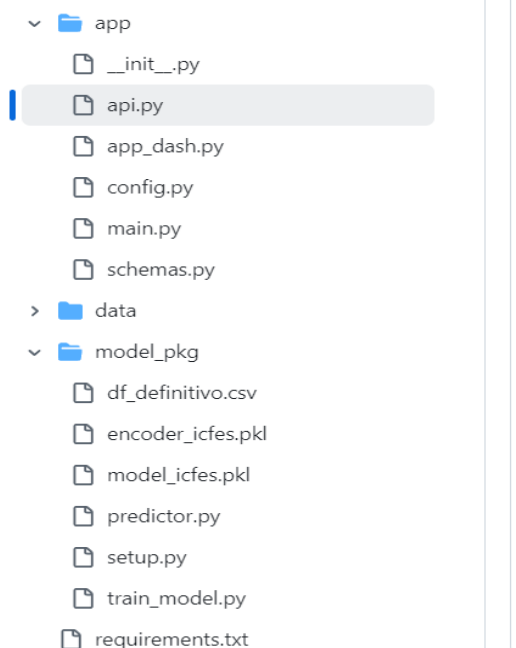 app
__init__.py
api.py
app_dash.py
config.py
main.py
schemas.py
data
model_pkg
df_definitivo.csv
encoder_icfes.pkl
model_icfes.pkl
predictor.py
setup.py
train_model.py
requirements.txt